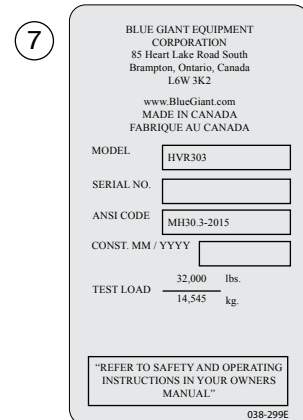 7
BLUE GIANT EQUIPMENT
CORPORATION
85 Heart Lake Road South
Brampton, Ontario, Canada
L6W 3K2
www.BlueGiant.com
MADE IN CANADA
FABRIQUE AU CANADA
MODEL HVR303
SERIAL NO.
ANSI CODE MH30.3-2015
CONST. MM / YYYY
TEST LOAD 32,000 lbs.
14,545 kg.
“REFER TO SAFETY AND OPERATING
INSTRUCTIONS IN YOUR OWNERS
MANUAL”
038-299E